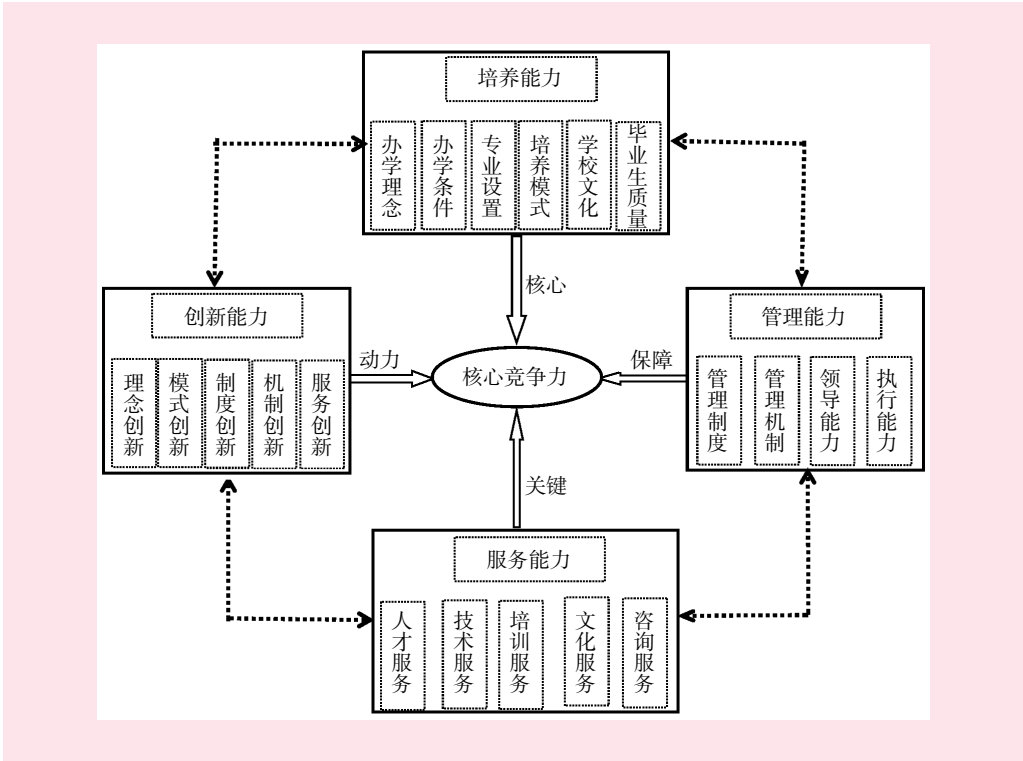 培养能力
办学理念
办学条件
专业设置
培养模式
学校文化
毕业生质量
核心
创新能力
理念创新
模式创新
制度创新
机制创新
服务创新
动力
核心竞争力
保障
管理能力
管理制度
管理机制
领导能力
执行能力
关键
服务能力
人才服务
技术服务
培训服务
文化服务
咨询服务